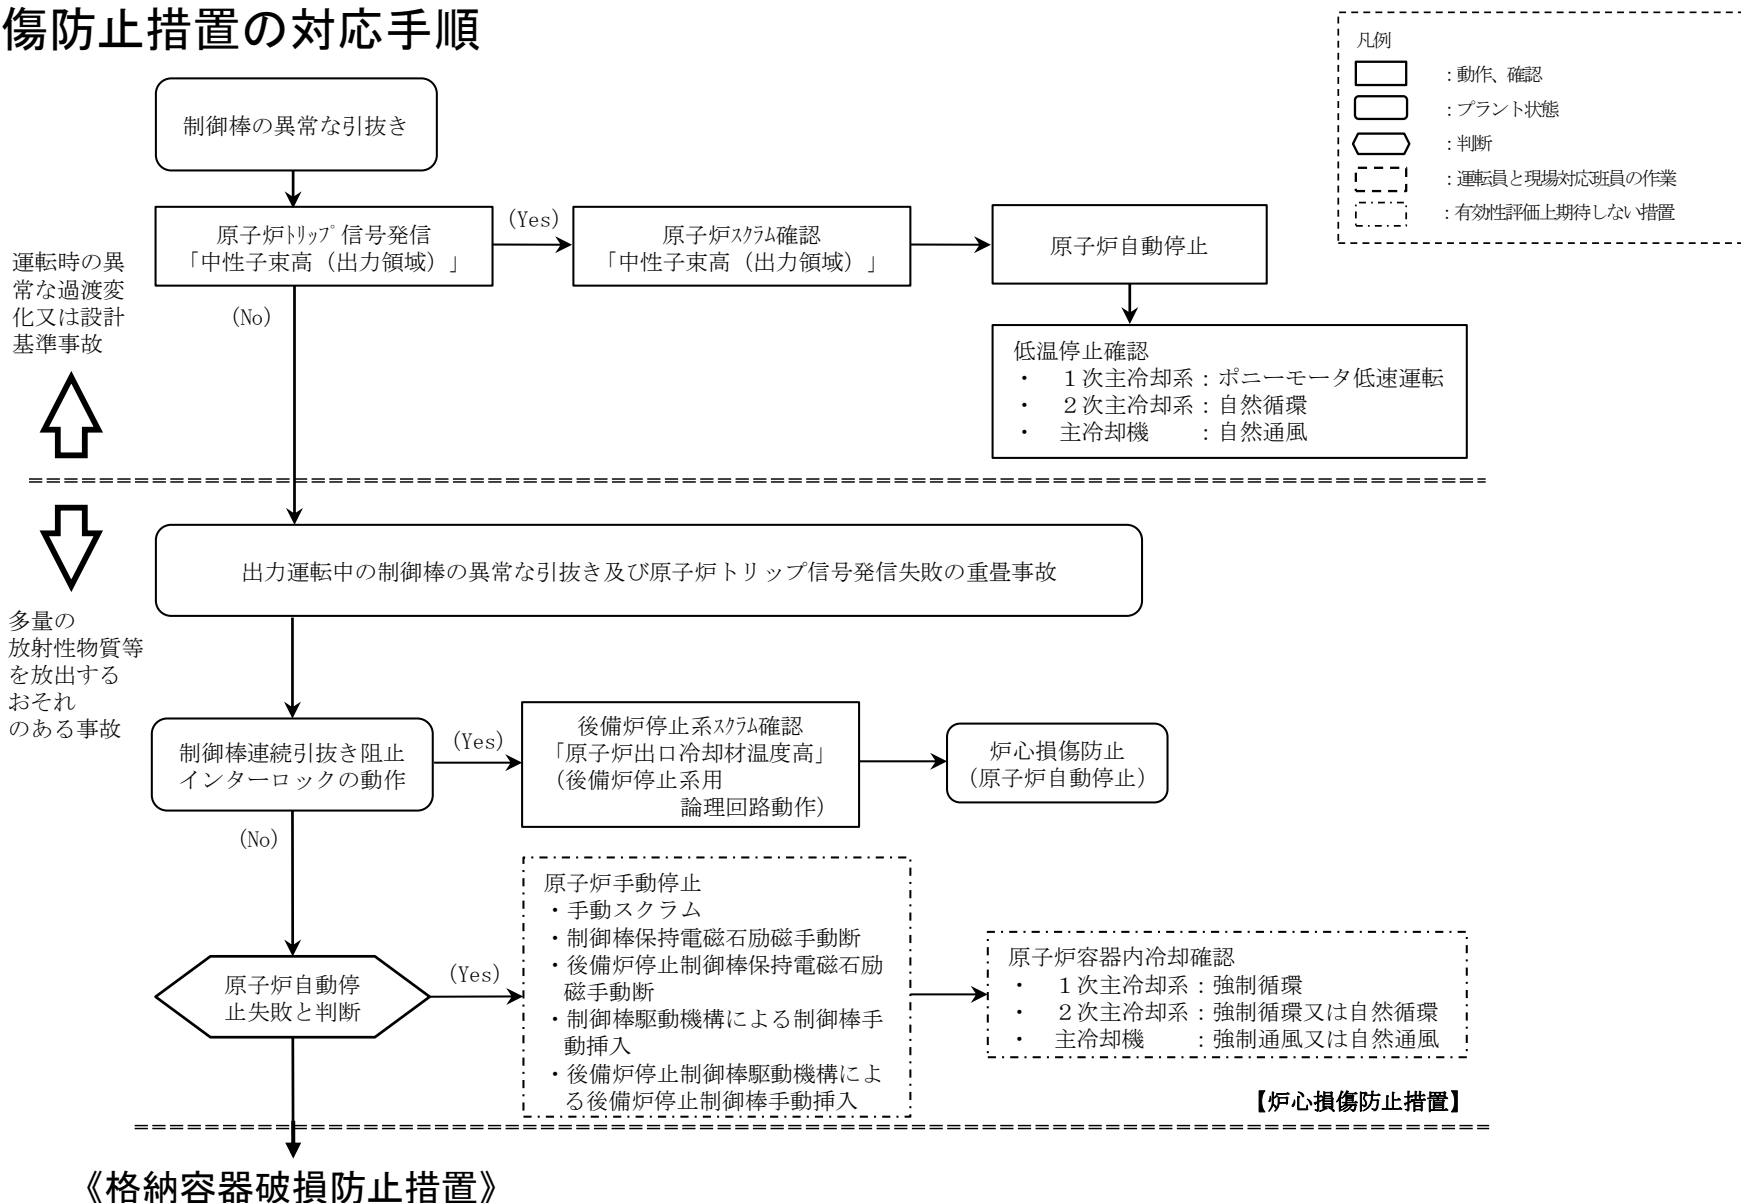 傷防止措置の対応手順
凡例
：動作、確認
：プラント状態
：判断
：運転員と現場対応班員の作業
：有効性評価上期待しない措置
制御棒の異常な引抜き
原子炉ﾄﾘｯﾌﾟ信号発信
「中性子束高（出力領域）」
(Yes)
原子炉ｽｸﾗﾑ確認
「中性子束高（出力領域）」
原子炉自動停止
(No)
運転時の異
常な過渡変
化又は設計
基準事故
低温停止確認
・　１次主冷却系：ポニーモータ低速運転
・　２次主冷却系：自然循環
・　主冷却機　　：自然通風
出力運転中の制御棒の異常な引抜き及び原子炉トリップ信号発信失敗の重畳事故
多量の
放射性物質等
を放出する
おそれ
のある事故
制御棒連続引抜き阻止
インターロックの動作
(Yes)
後備炉停止系ｽｸﾗﾑ確認
「原子炉出口冷却材温度高」
（後備炉停止系用
論理回路動作）
炉心損傷防止
（原子炉自動停止）
(No)
原子炉自動停
止失敗と判断
(Yes)
原子炉手動停止
・手動スクラム
・制御棒保持電磁石励磁手動断
・後備炉停止制御棒保持電磁石励
磁手動断
・制御棒駆動機構による制御棒手
動挿入
・後備炉停止制御棒駆動機構によ
る後備炉停止制御棒手動挿入
原子炉容器内冷却確認
・　１次主冷却系：強制循環
・　２次主冷却系：強制循環又は自然循環
・　主冷却機　　：強制通風又は自然通風
【炉心損傷防止措置】
《格納容器破損防止措置》